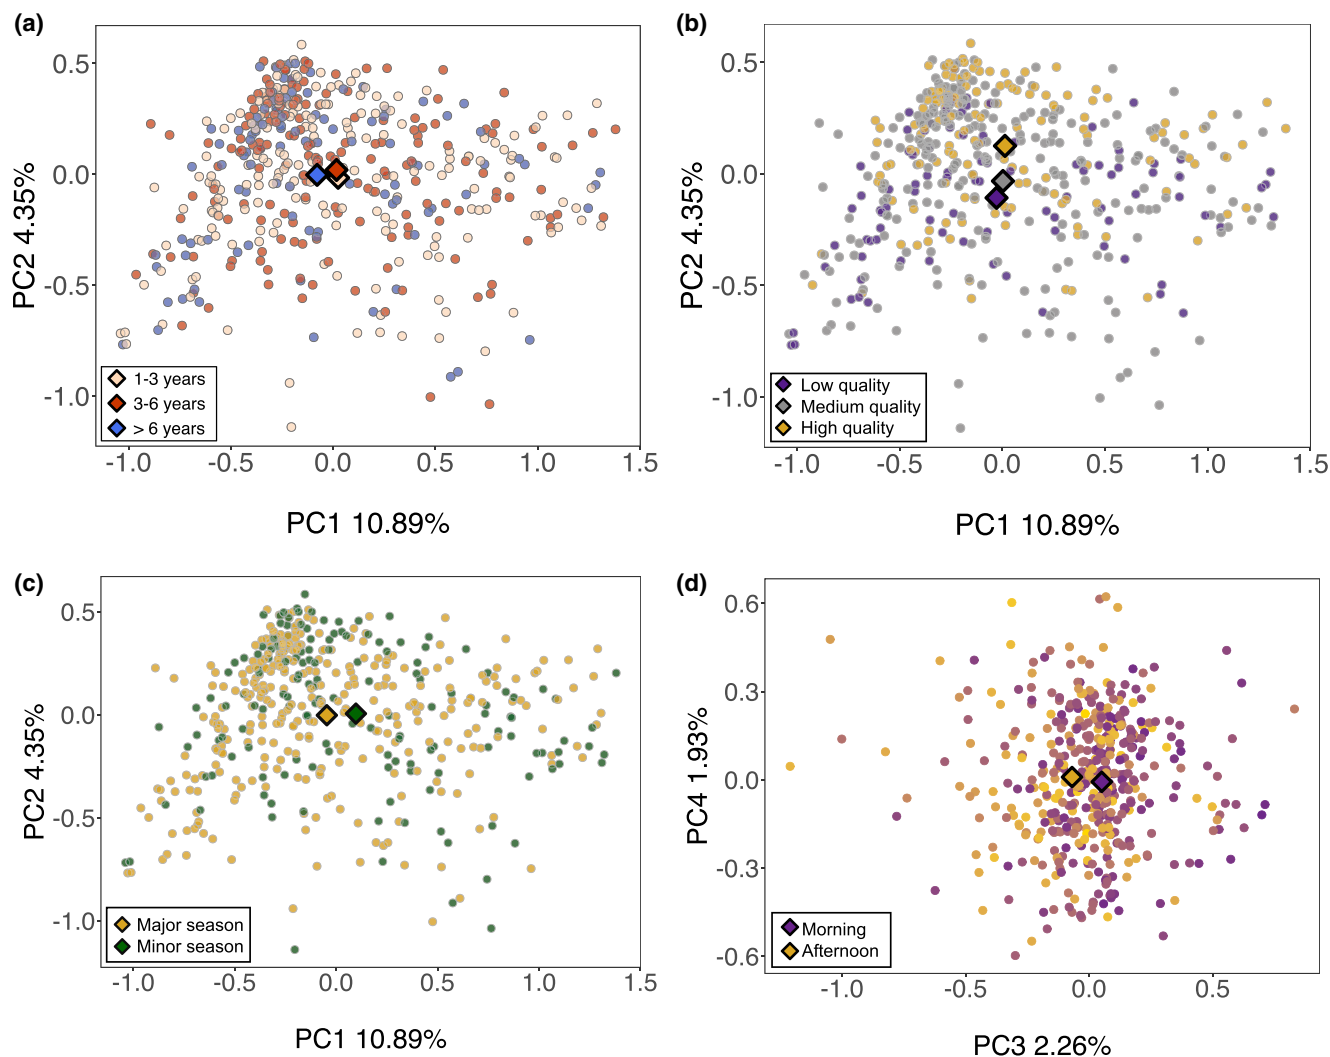 (a)
0.5
0.0
-0.5
-1.0
PC2 4.35%
1-3 years
3-6 years
> 6 years
-1.0 -0.5 0.0 0.5 1.0 1.5
PC1 10.89%
(b)
0.5
0.0
-0.5
-1.0
PC2 4.35%
Low quality
Medium quality
High quality
-1.0 -0.5 0.0 0.5 1.0 1.5
PC1 10.89%
(c)
0.5
0.0
-0.5
-1.0
PC2 4.35%
Major season
Minor season
-1.0 -0.5 0.0 0.5 1.0 1.5
PC1 10.89%
(d)
0.6
0.3
0.0
-0.3
-0.6
PC4 1.93%
Morning
Afternoon
-1.0 -0.5 0.0 0.5
PC3 2.26%